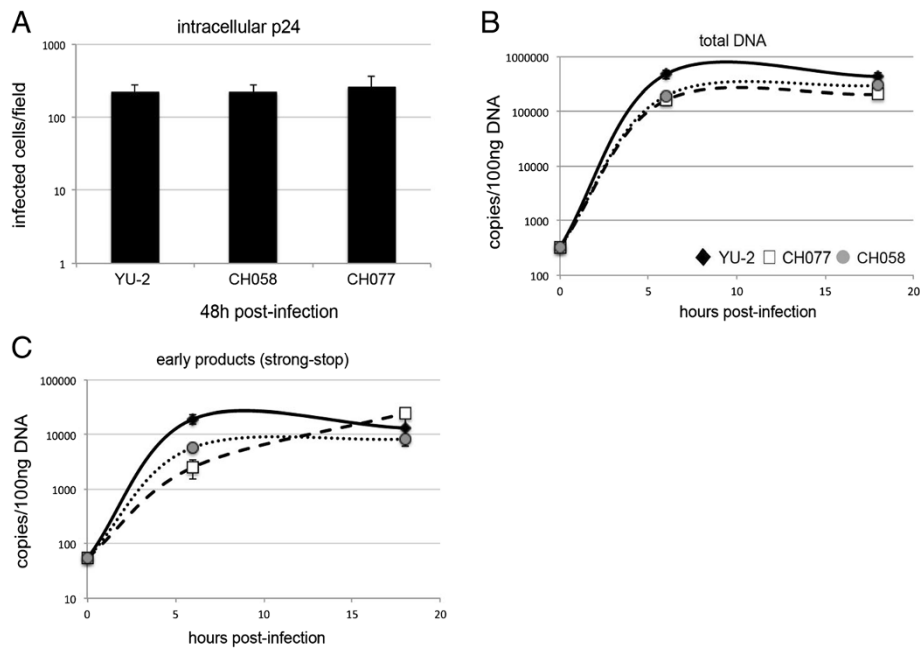 A
intracellular p24
1000
100
10
1
infected cells/field
YU-2 CH058 CH077
48h post-infection
B
total DNA
1000000
100000
10000
1000
100
copies/100ng DNA
YU-2 CH077 CH058
0 5 10 15 20
hours post-infection
C
early products (strong-stop)
100000
10000
1000
100
10
copies/100ng DNA
0 5 10 15 20
hours post-infection